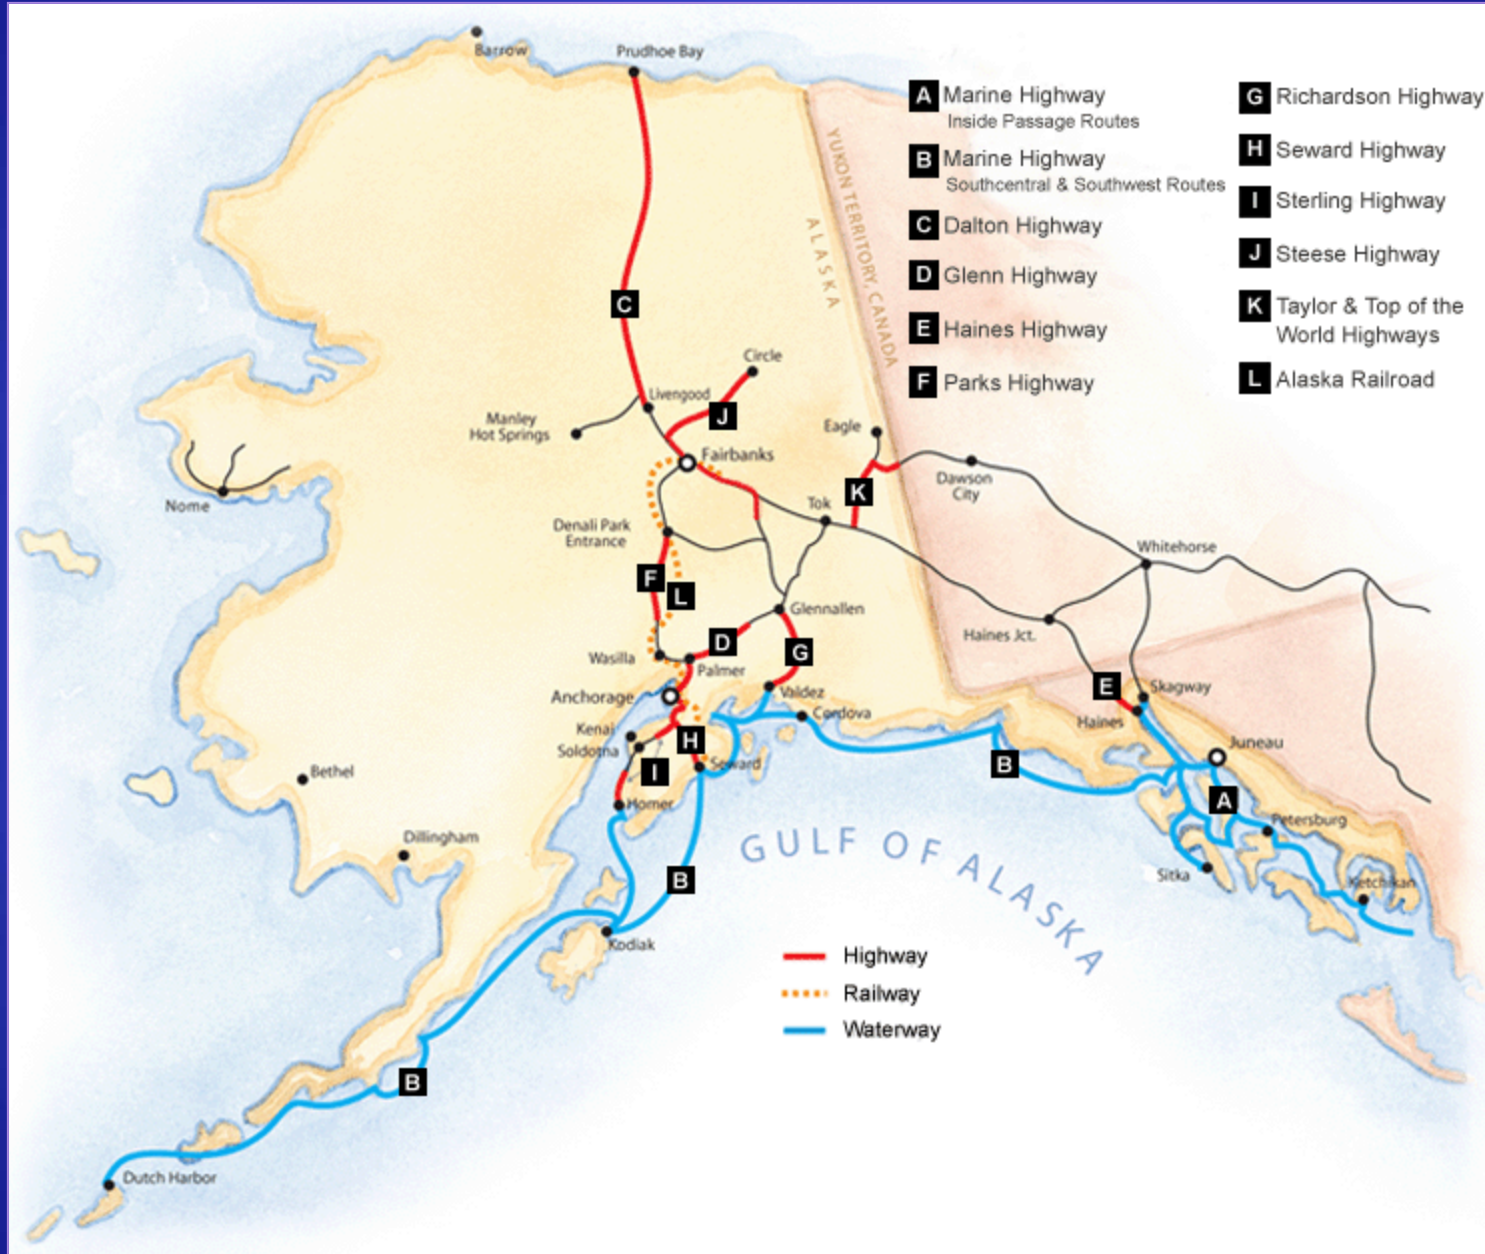 Barrow
Prudhoe Bay
A Marine Highway
Inside Passage Routes
B Marine Highway
Southcentral & Southwest Routes
C Dalton Highway
D Glenn Highway
E Haines Highway
F Parks Highway
G Richardson Highway
H Seward Highway
I Sterling Highway
J Steese Highway
K Taylor & Top of the
World Highways
L Alaska Railroad
YUKON TERRITORY, CANADA
ALASKA
C
Circle
Livengood
J
Manley
Hot Springs
Eagle
Fairbanks
Dawson
City
K
Nome
Tok
Denali Park
Entrance
Whitehorse
F
L
Glennallen
Haines Jct.
D
G
Wasilla
Palmer
E
Skagway
Anchorage
Valdez
Haines
Cordova
Kenai
Soldotna
H
Juneau
Bethel
I
Seward
B
A
Homer
Petersburg
Dillingham
GULF OF ALASKA
Sitka
B
Ketchikan
Kodiak
Highway
Railway
Waterway
B
Dutch Harbor